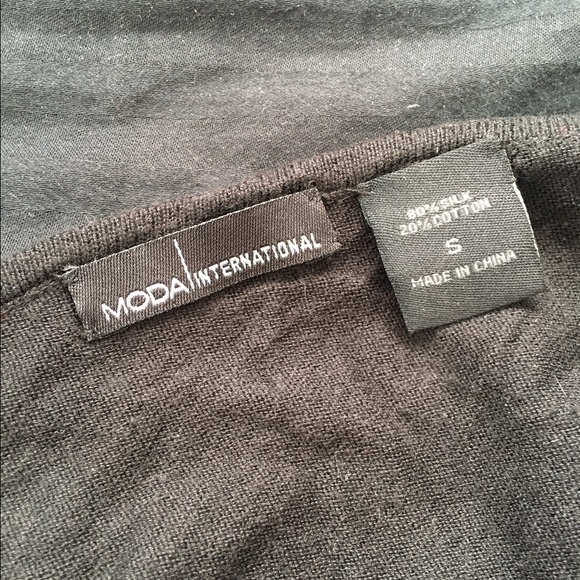 MODA INTERNATIONAL
80% SILK
20% COTTON
S
MADE IN CHINA